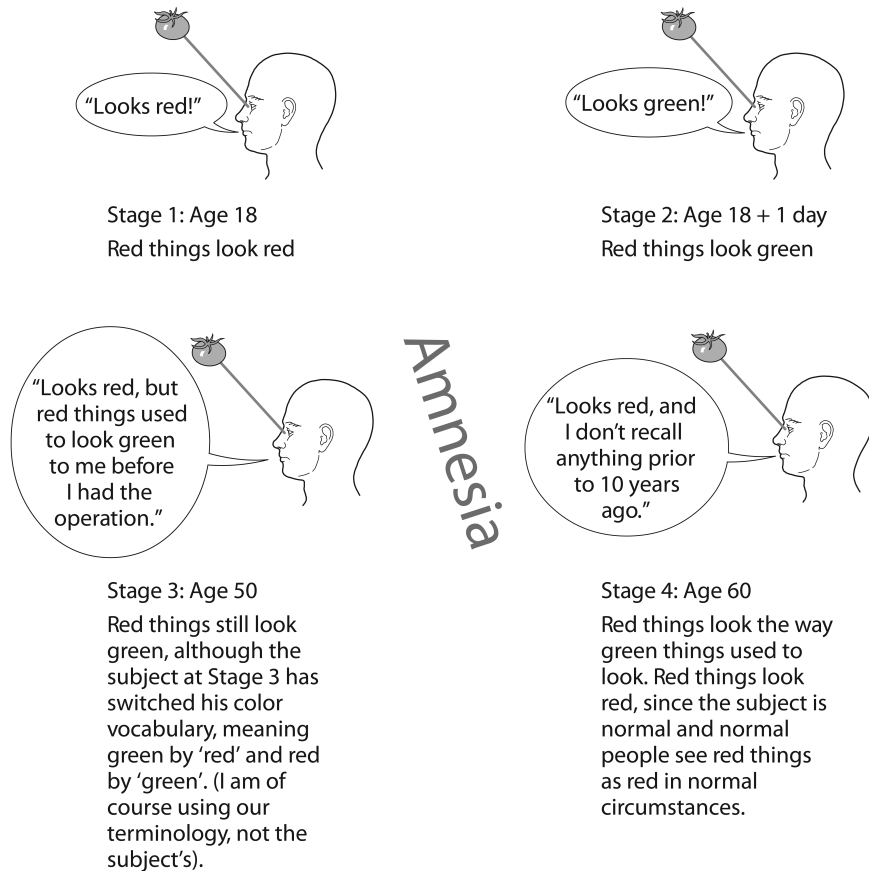 “Looks red!”
Stage 1: Age 18
Red things look red
“Looks green!”
Stage 2: Age 18 + 1 day
Red things look green
“Looks red, but
red things used
to look green
to me before
I had the
operation.”
Stage 3: Age 50
Red things still look
green, although the
subject at Stage 3 has
switched his color
vocabulary, meaning
green by ‘red’ and red
by ‘green’. (I am of
course using our
terminology, not the
subject’s).
Amnesia
“Looks red, and
I don’t recall
anything prior
to 10 years
ago.”
Stage 4: Age 60
Red things look the way
green things used to
look. Red things look
red, since the subject is
normal and normal
people see red things
as red in normal
circumstances.